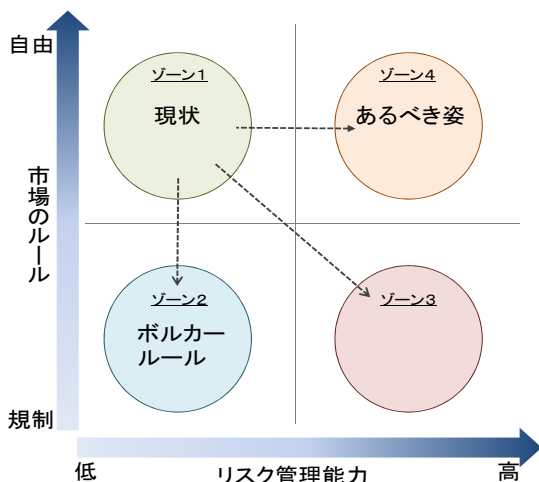 自由
ゾーン1
現状
ゾーン4
あるべき姿
市場のルール
ゾーン2
ボルカー
ルール
ゾーン3
規制
低
リスク管理能力
高